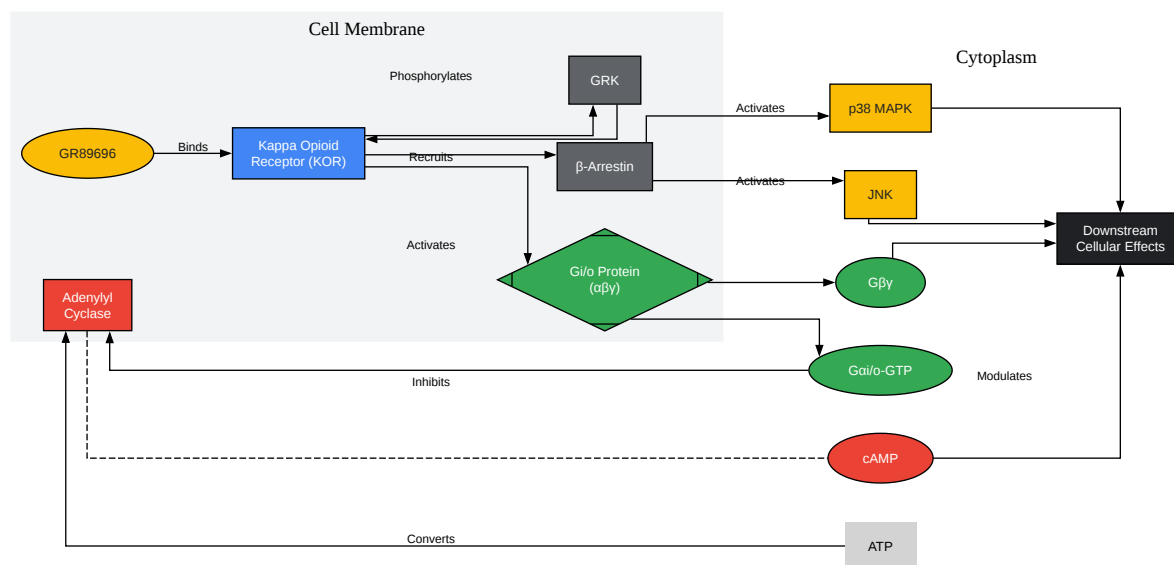 Cell Membrane
Cytoplasm
Phosphorylates
GRK
Activates
p38 MAPK
GR89696
Binds
Kappa Opioid
Receptor (KOR)
Recruits
β-Arrestin
Activates
JNK
Downstream
Cellular Effects
Activates
Gi/o Protein
(αβγ)
Gβγ
Adenylyl
Cyclase
Inhibits
Gαi/o-GTP
Modulates
cAMP
Converts
ATP